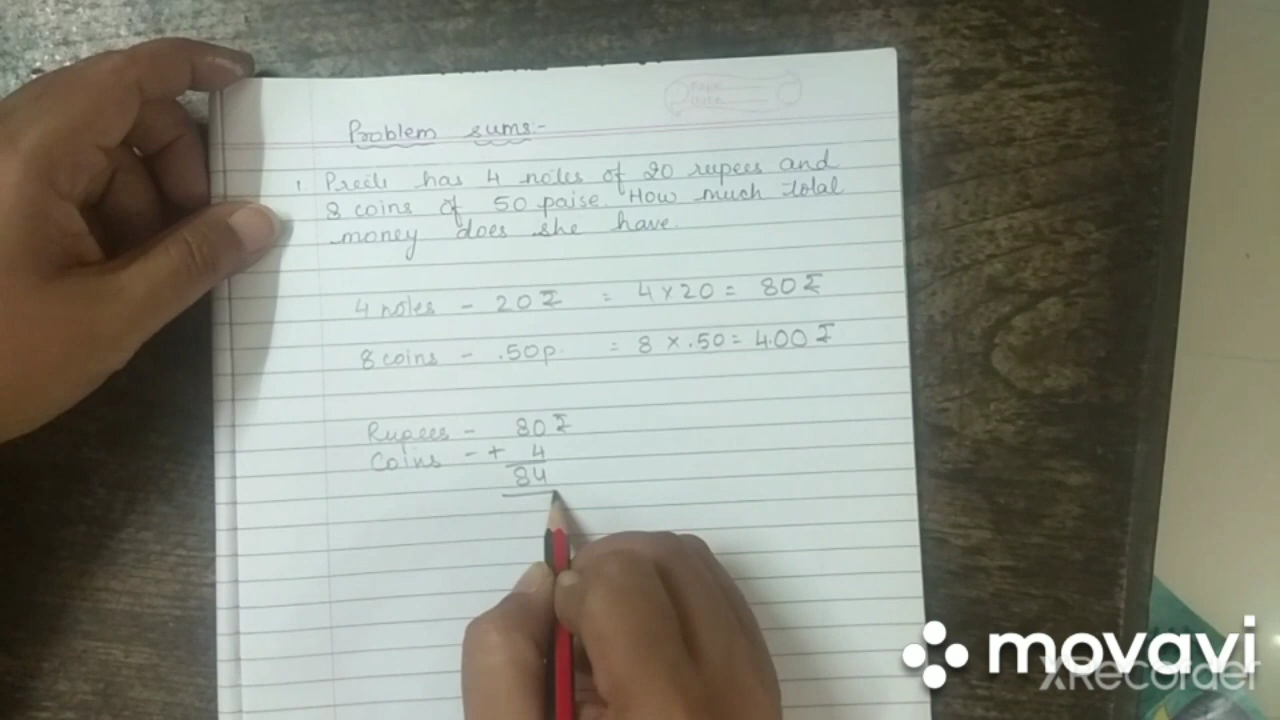 Problem sums:-
1 Preeti has 4 notes of 20 rupees and
8 coins of 50 paise. How much total
money does she have.
4 notes - 20 ₹ = 4 x 20 = 80 ₹
8 coins - .50p. = 8 x .50 = 4.00 ₹
Rupees - 80 ₹
Coins - + 4
84
movavi
XRecorder